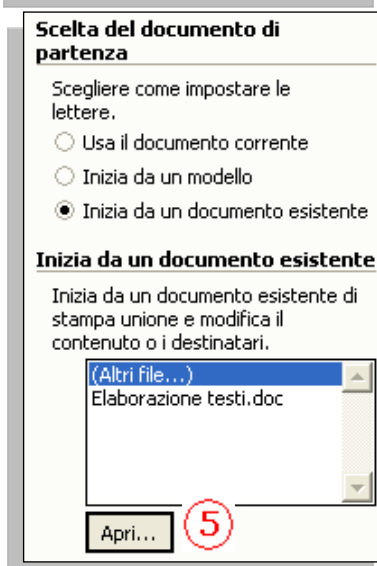 Scelta del documento di
partenza
Scegliere come impostare le
lettere.
Usa il documento corrente
Inizia da un modello
Inizia da un documento esistente
Inizia da un documento esistente
Inizia da un documento esistente di
stampa unione e modifica il
contenuto o i destinatari.
(Altri file...)
Elaborazione testi.doc
Apri... 5